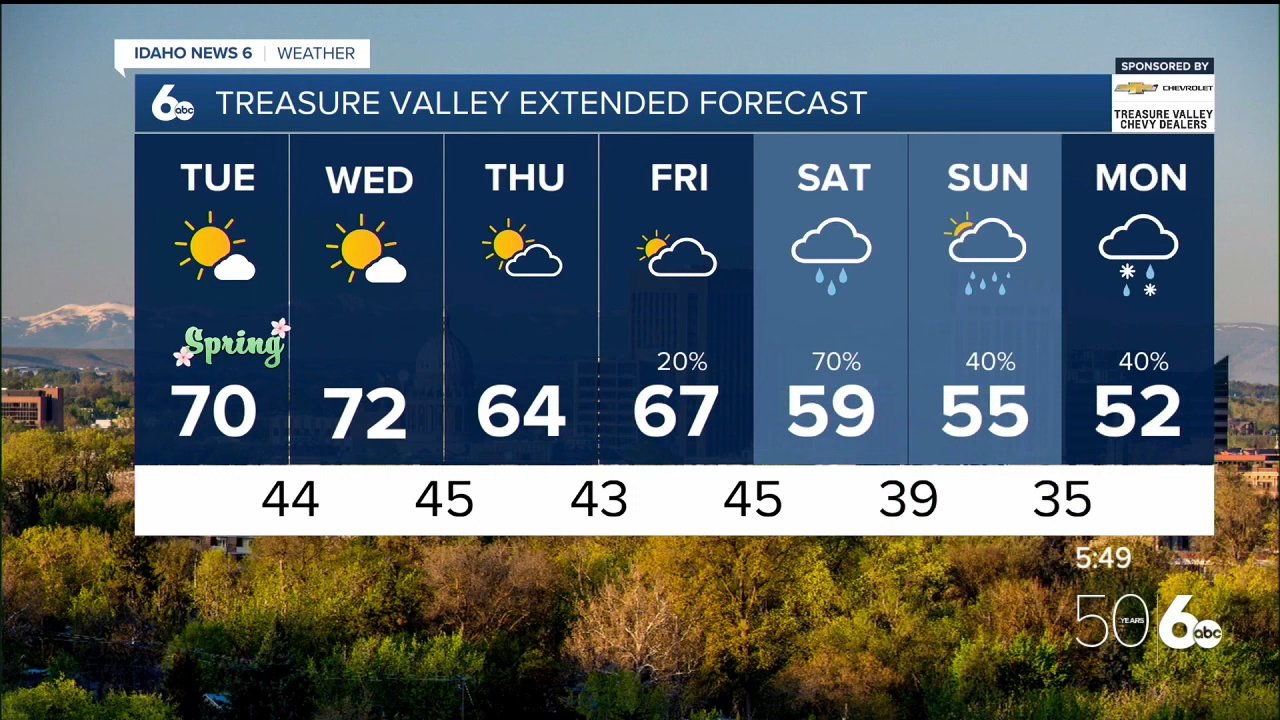 IDAHO NEWS 6 | WEATHER
SPONSORED BY
CHEVROLET
TREASURE VALLEY
CHEVY DEALERS
6abc TREASURE VALLEY EXTENDED FORECAST
TUE WED THU FRI SAT SUN MON
Spring
20% 70% 40% 40%
70 72 64 67 59 55 52
44 45 43 45 39 35
5:49
50 YEARS 6abc